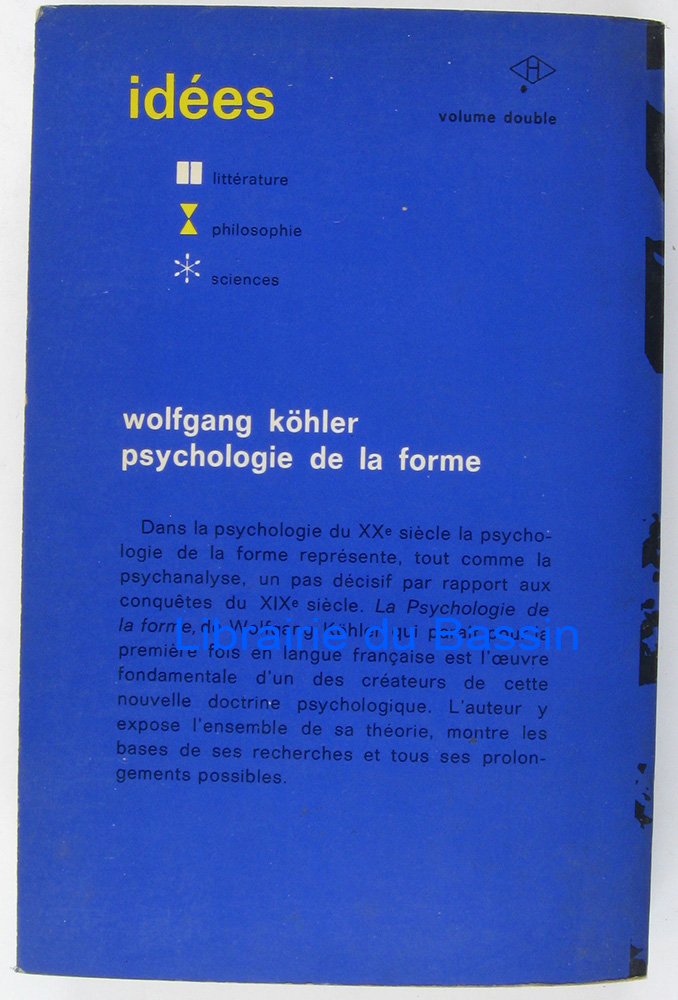 idées
H
volume double
littérature
philosophie
sciences
wolfgang köhler
psychologie de la forme
Dans la psychologie du XXe siècle la psycho-
logie de la forme représente, tout comme la
psychanalyse, un pas décisif par rapport aux
conquêtes du XIXe siècle. La Psychologie de
la forme, de Wolfgang Köhler qui paraît pour la
Librairie du Bassin
première fois en langue française est l'œuvre
fondamentale d'un des créateurs de cette
nouvelle doctrine psychologique. L'auteur y
expose l'ensemble de sa théorie, montre les
bases de ses recherches et tous ses prolon-
gements possibles.